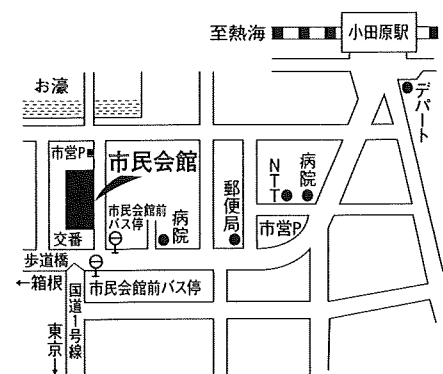 至熱海
小田原駅
お濠
デパート
市営P
市民会館
NTT
病院
市民会館前
バス停
病院
郵便局
市営P
交番
歩道橋
←箱根
国道1号線
市民会館前バス停
東京→